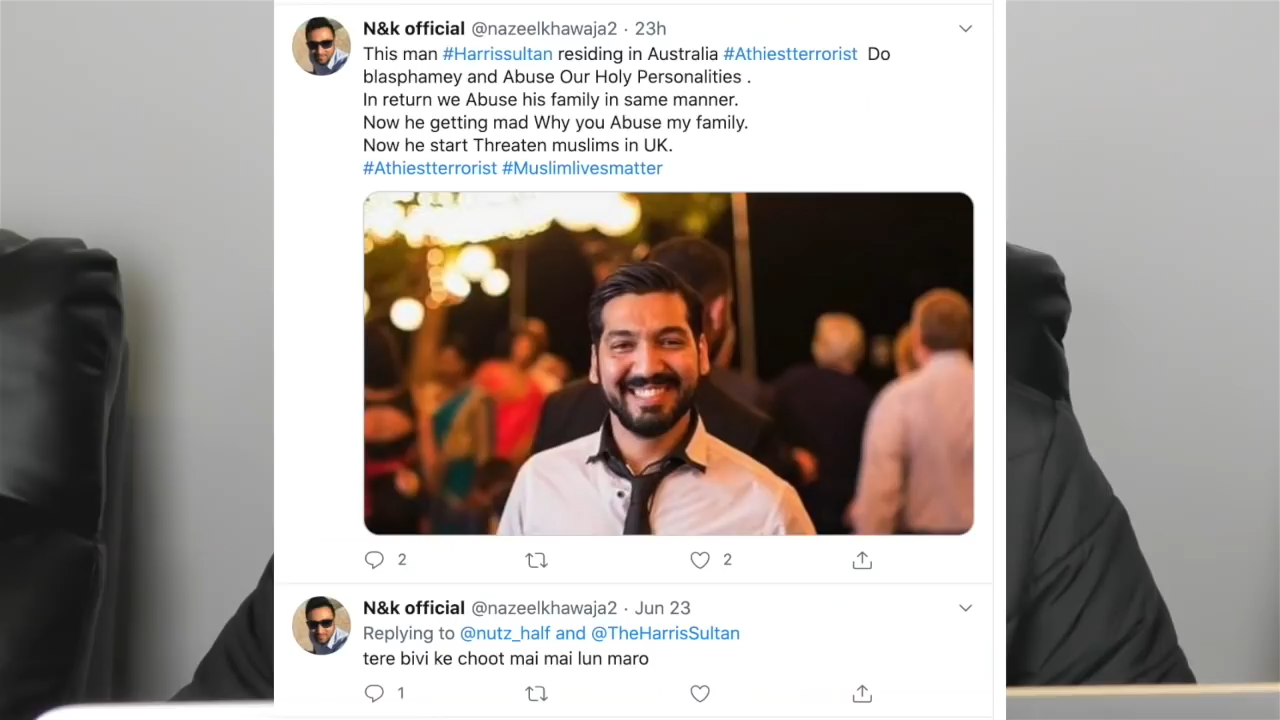 N&k official @nazeelkhawaja2 · 23h
This man #Harrissultan residing in Australia #Athiestterrorist Do
blasphamey and Abuse Our Holy Personalities .
In return we Abuse his family in same manner.
Now he getting mad Why you Abuse my family.
Now he start Threaten muslims in UK.
#Athiestterrorist #Muslimlivesmatter
2
2
N&k official @nazeelkhawaja2 · Jun 23
Replying to @nutz_half and @TheHarrisSultan
tere bivi ke choot mai mai lun maro
1